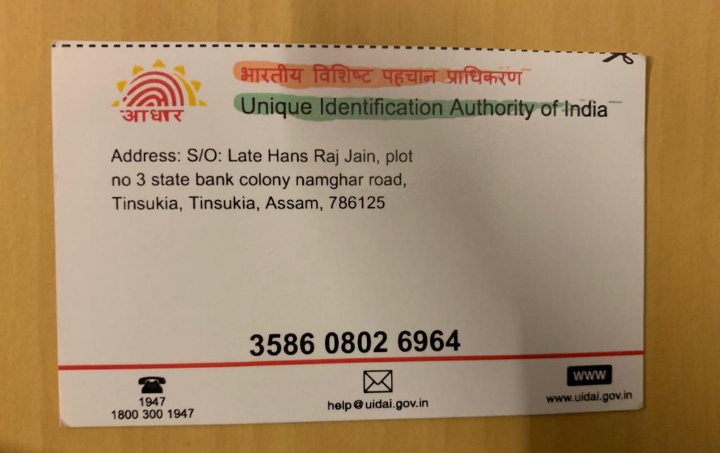 भारतीय विशिष्ट पहचान प्राधिकरण
Unique Identification Authority of India
आधार
Address: S/O: Late Hans Raj Jain, plot
no 3 state bank colony namghar road,
Tinsukia, Tinsukia, Assam, 786125
3586 0802 6964
1947
1800 300 1947
help@uidai.gov.in
WWW
www.uidai.gov.in